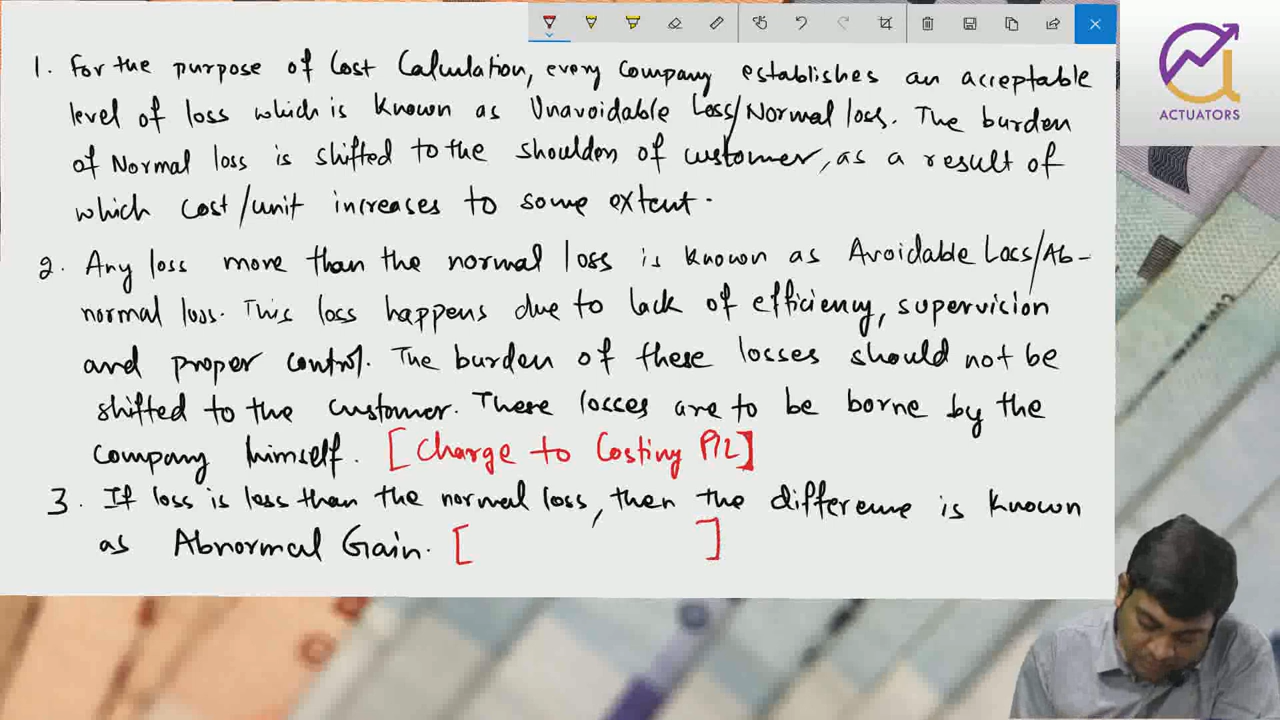 ACTUATORS
1. For the purpose of Cost Calculation, every company establishes an acceptable
level of loss which is known as Unavoidable Loss/Normal loss. The burden
of Normal loss is shifted to the shoulder of customer, as a result of
which cost/unit increases to some extent.
2. Any loss more than the normal loss is known as Avoidable Loss/Ab-
normal loss. This loss happens due to lack of efficiency, supervision
and proper control. The burden of these losses should not be
shifted to the customer. These losses are to be borne by the
company himself. [Charge to Costing P/L]
3. If loss is less than the normal loss, then the difference is known
as Abnormal Gain. [ ]